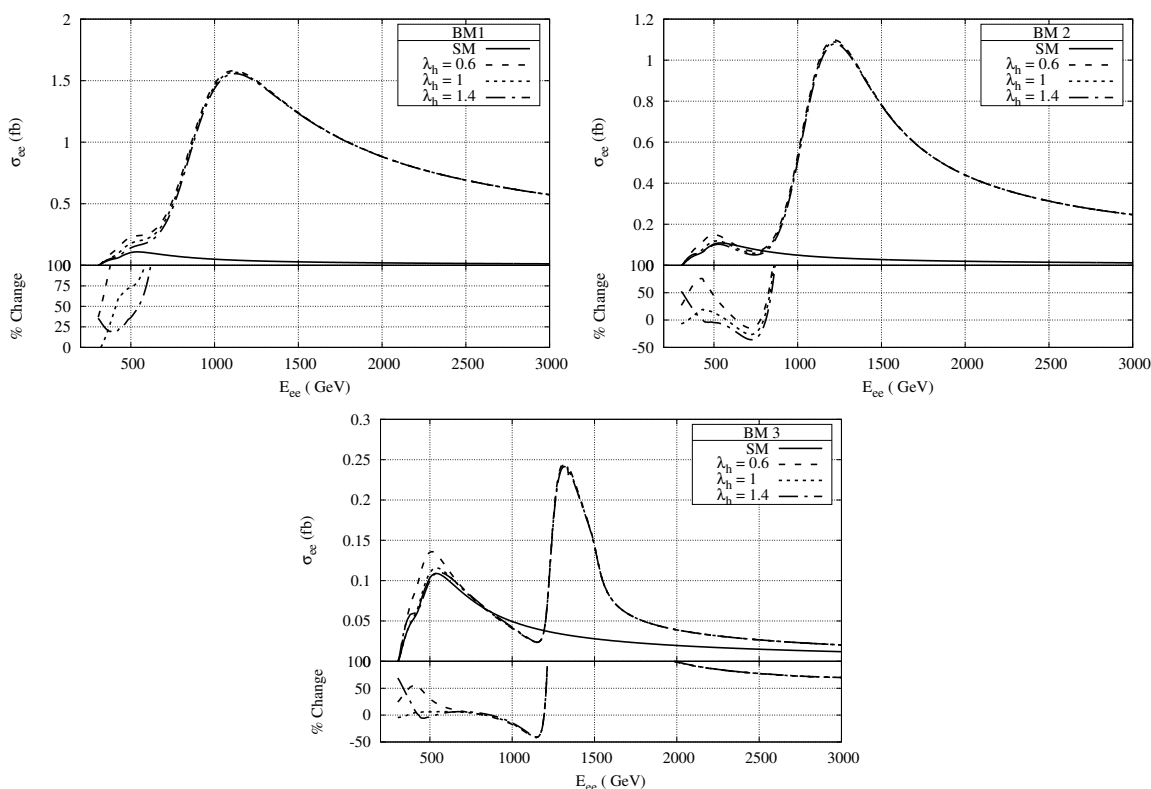 BM1
SM
λh = 0.6
λh = 1
λh = 1.4
2
1.5
1
0.5
0
σee (fb)
100
75
50
25
0
% Change
500 1000 1500 2000 2500 3000
Eee ( GeV)
BM 2
SM
λh = 0.6
λh = 1
λh = 1.4
1.2
1
0.8
0.6
0.4
0.2
0
σee (fb)
100
50
0
-50
% Change
500 1000 1500 2000 2500 3000
Eee ( GeV)
BM 3
SM
λh = 0.6
λh = 1
λh = 1.4
0.3
0.25
0.2
0.15
0.1
0.05
0
σee (fb)
100
50
0
-50
% Change
500 1000 1500 2000 2500 3000
Eee ( GeV)